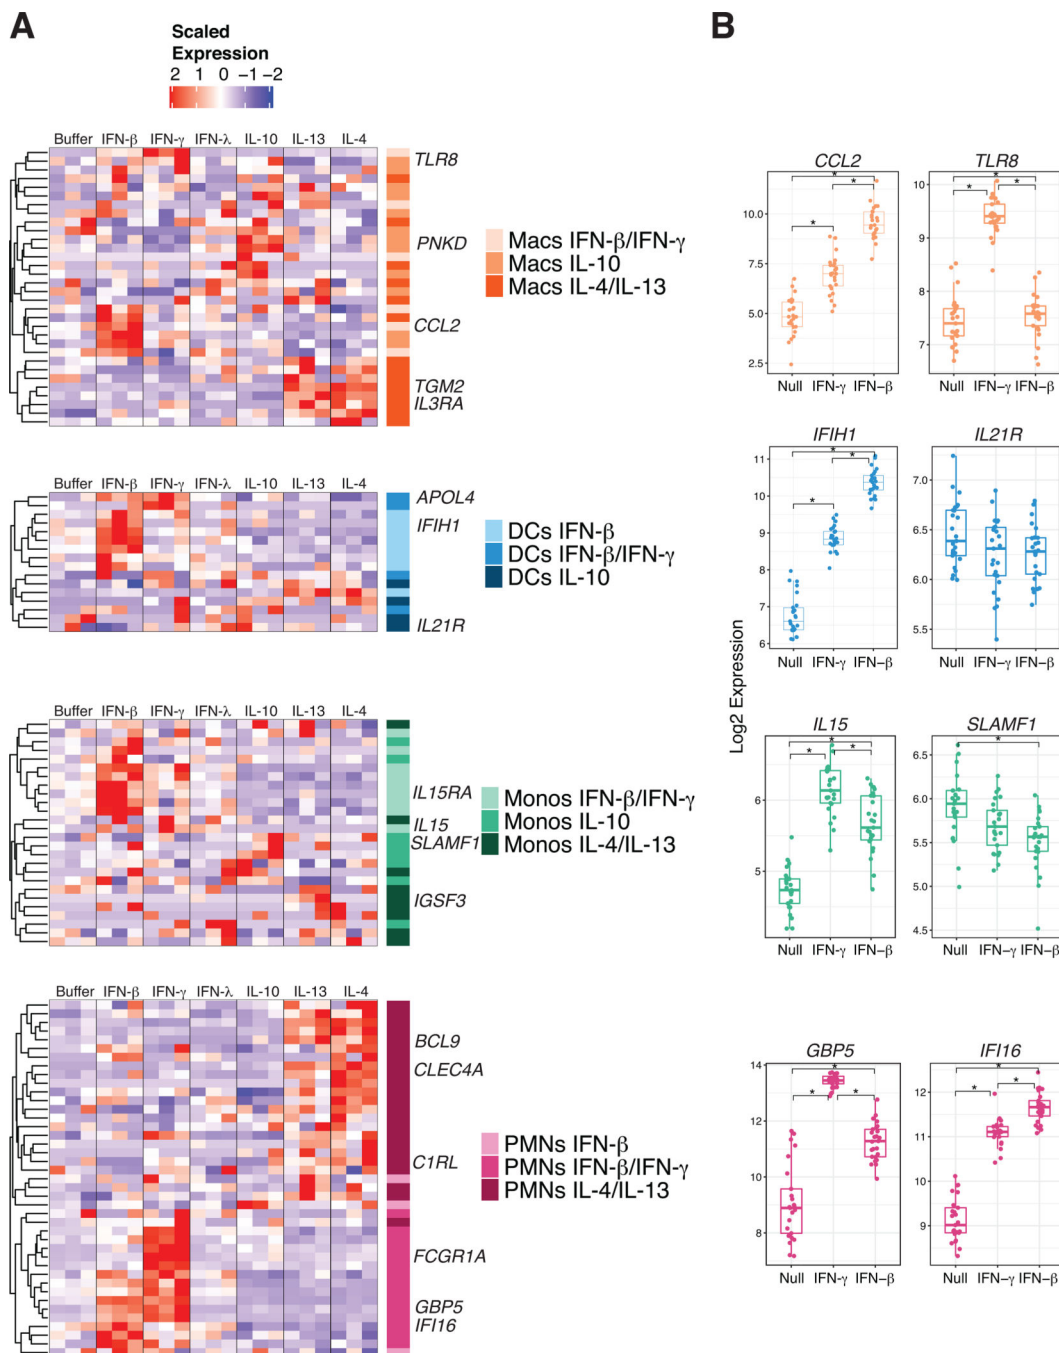 A
Scaled
Expression
2 1 0 −1 −2
Buffer IFN-β IFN-γ IFN-λ IL-10 IL-13 IL-4
TLR8
PNKD
CCL2
TGM2
IL3RA
Macs IFN-β/IFN-γ
Macs IL-10
Macs IL-4/IL-13
Buffer IFN-β IFN-γ IFN-λ IL-10 IL-13 IL-4
APOL4
IFIH1
IL21R
DCs IFN-β
DCs IFN-β/IFN-γ
DCs IL-10
Buffer IFN-β IFN-γ IFN-λ IL-10 IL-13 IL-4
IL15RA
IL15
SLAMF1
IGSF3
Monos IFN-β/IFN-γ
Monos IL-10
Monos IL-4/IL-13
Buffer IFN-β IFN-γ IFN-λ IL-10 IL-13 IL-4
BCL9
CLEC4A
C1RL
FCGR1A
GBP5
IFI16
PMNs IFN-β
PMNs IFN-β/IFN-γ
PMNs IL-4/IL-13
B
Log2 Expression
CCL2
10.0
7.5
5.0
2.5
* * *
Null IFN−γ IFN−β
TLR8
10
9
8
7
* * *
Null IFN−γ IFN−β
IFIH1
11
10
9
8
7
6
* * *
Null IFN−γ IFN−β
IL21R
7.0
6.5
6.0
5.5
Null IFN−γ IFN−β
IL15
6
5
* * *
Null IFN−γ IFN−β
SLAMF1
6.5
6.0
5.5
5.0
4.5
*
Null IFN−γ IFN−β
GBP5
14
12
10
8
* * *
Null IFN−γ IFN−β
IFI16
12
11
10
9
* * *
Null IFN−γ IFN−β